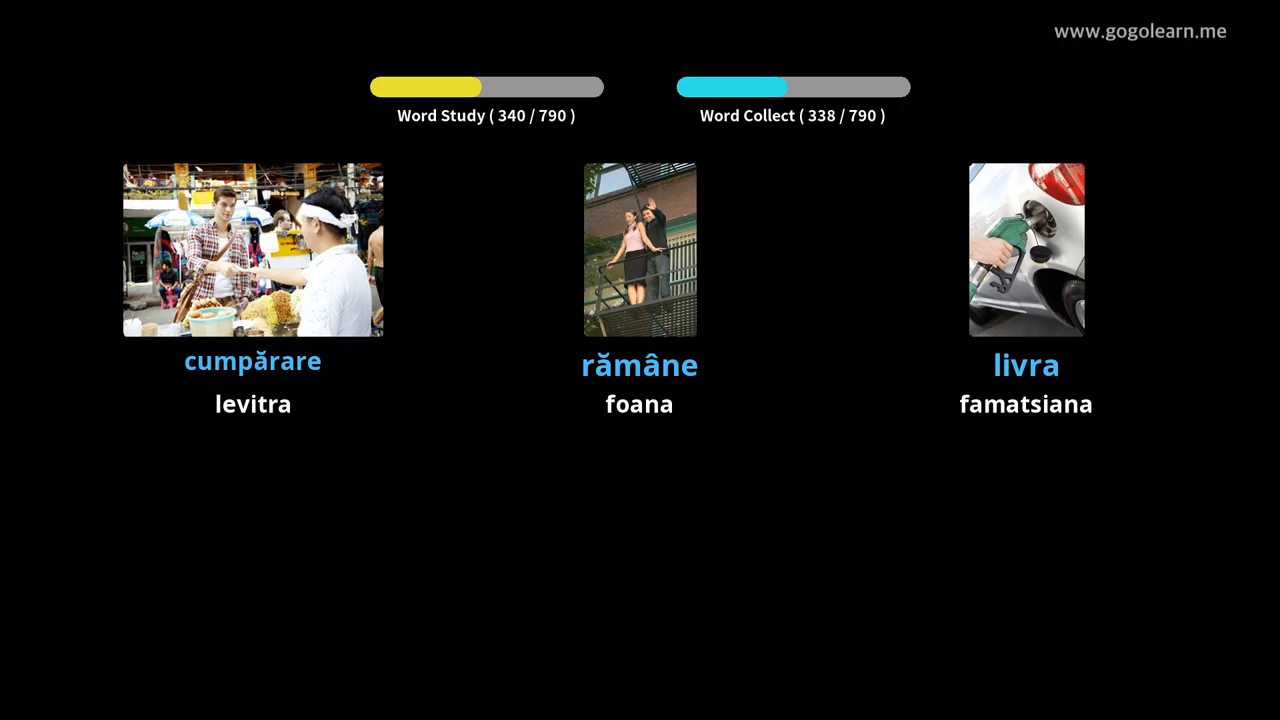 www.gogolearn.me
Word Study ( 340 / 790 )
Word Collect ( 338 / 790 )
cumpărare
rămâne
livra
levitra
foana
famatsiana